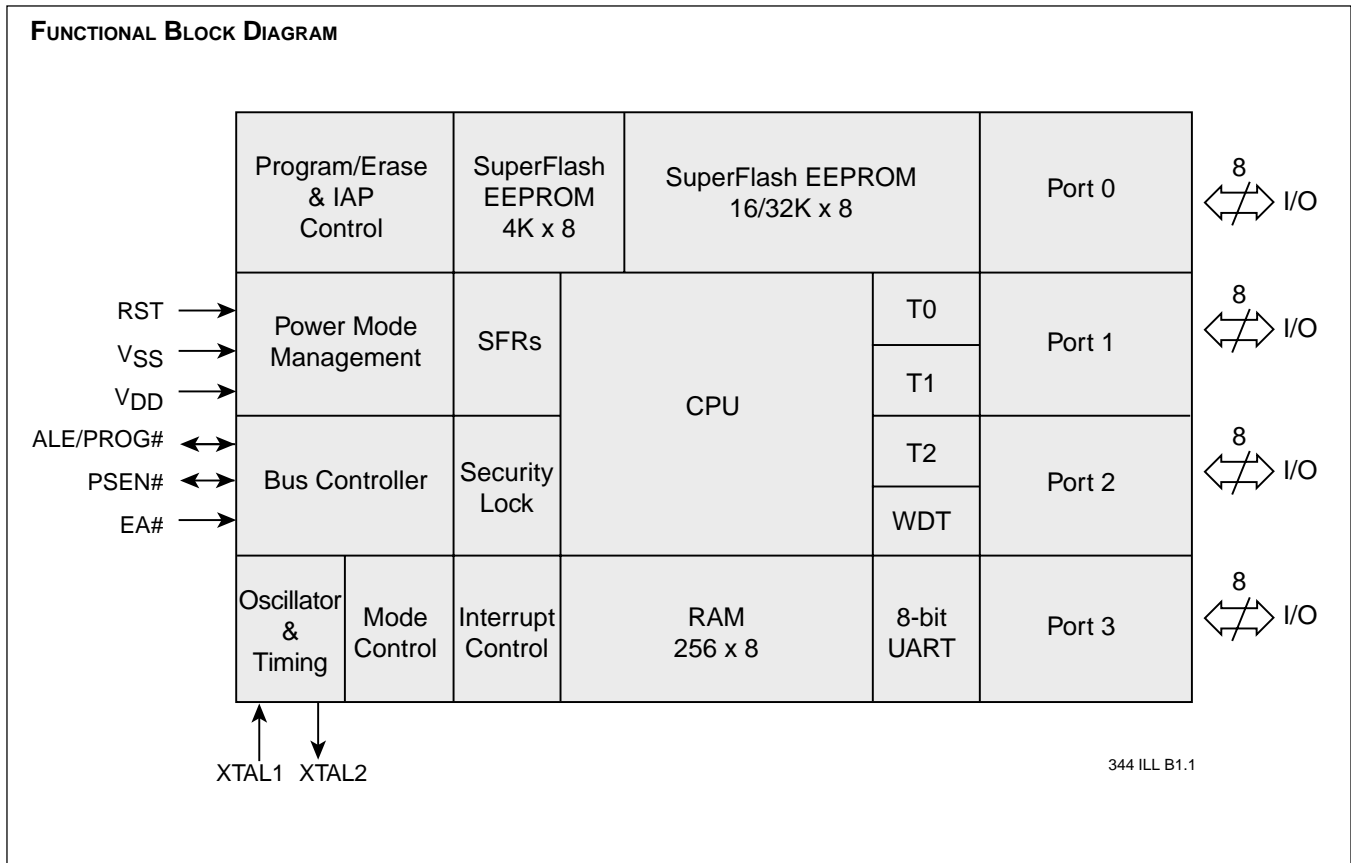 FUNCTIONAL BLOCK DIAGRAM
Program/Erase
& IAP
Control
SuperFlash
EEPROM
4K x 8
SuperFlash EEPROM
16/32K x 8
Port 0
8
I/O
RST
VSS
VDD
Power Mode
Management
SFRs
CPU
T0
T1
Port 1
8
I/O
ALE/PROG#
PSEN#
EA#
Bus Controller
Security
Lock
T2
WDT
Port 2
8
I/O
Oscillator
&
Timing
Mode
Control
Interrupt
Control
RAM
256 x 8
8-bit
UART
Port 3
8
I/O
XTAL1
XTAL2
344 ILL B1.1